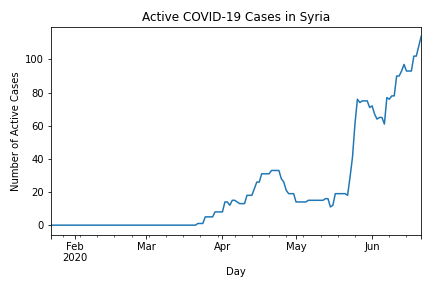 Active COVID-19 Cases in Syria
Number of Active Cases
100
80
60
40
20
0
Feb
2020
Mar
Apr
May
Jun
Day